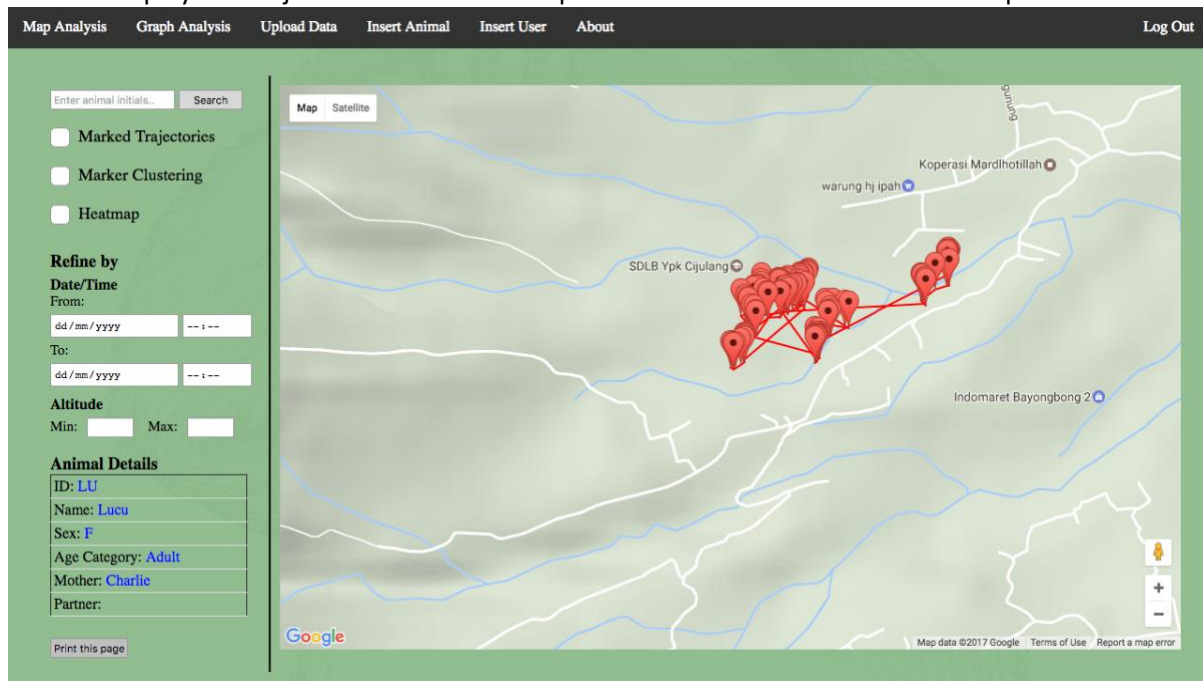 Map Analysis Graph Analysis Upload Data Insert Animal Insert User About Log Out
Enter animal initials.. Search
Marked Trajectories
Marker Clustering
Heatmap
Refine by
Date/Time
From:
dd/mm/yyyy --:--
To:
dd/mm/yyyy --:--
Altitude
Min: Max:
Animal Details
ID: LU
Name: Lucu
Sex: F
Age Category: Adult
Mother: Charlie
Partner:
Print this page
Map Satellite
gunung
Koperasi Mardlhotillah
warung hj ipah
SDLB Ypk Cijulang
Indomaret Bayongbong 2
+
−
Google
Map data ©2017 Google Terms of Use Report a map error